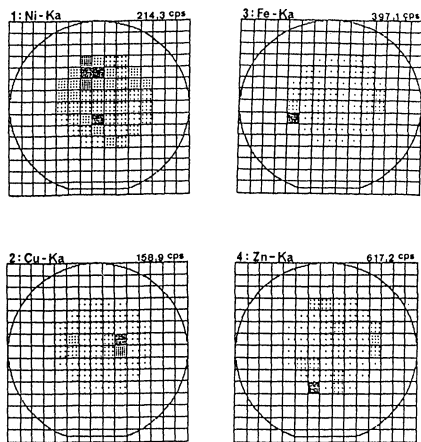 1: Ni-Ka 214.3 cps
3: Fe-Ka 397.1 cps
2: Cu-Ka 158.9 cps
4: Zn-Ka 617.2 cps